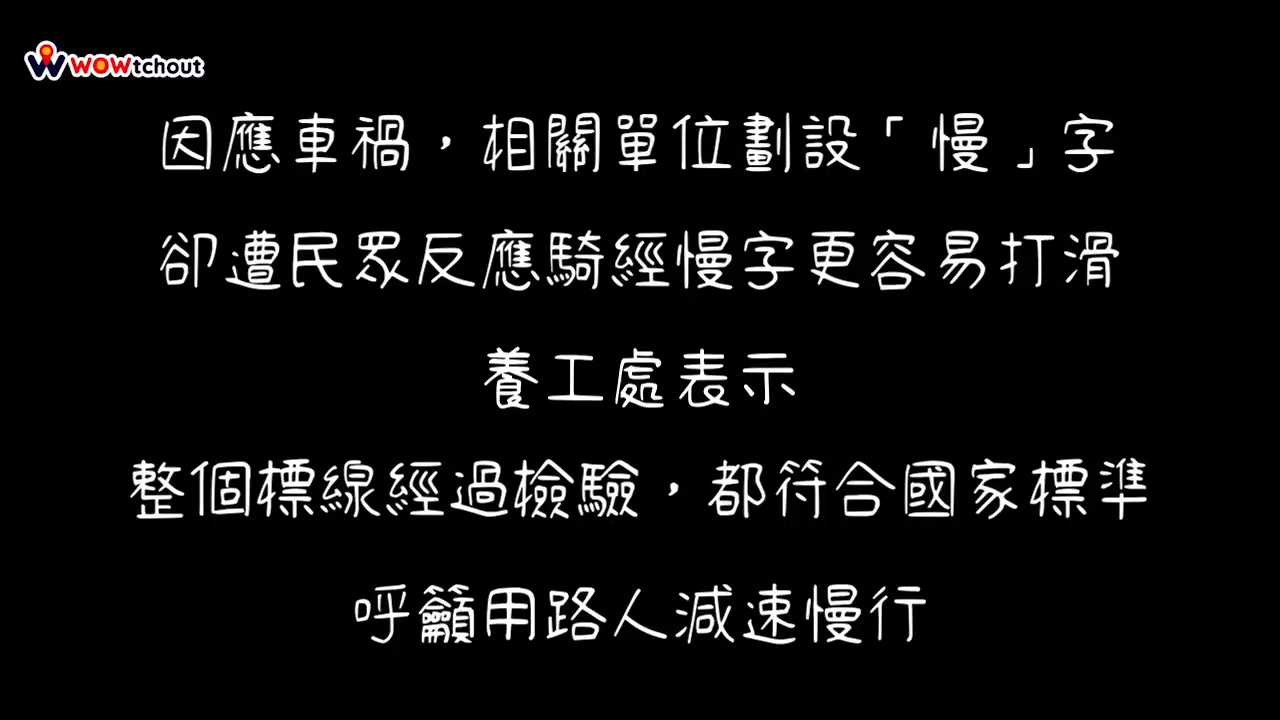 WOWtchout
因應車禍，相關單位劃設「慢」字
卻遭民眾反應騎經慢字更容易打滑
養工處表示
整個標線經過檢驗，都符合國家標準
呼籲用路人減速慢行